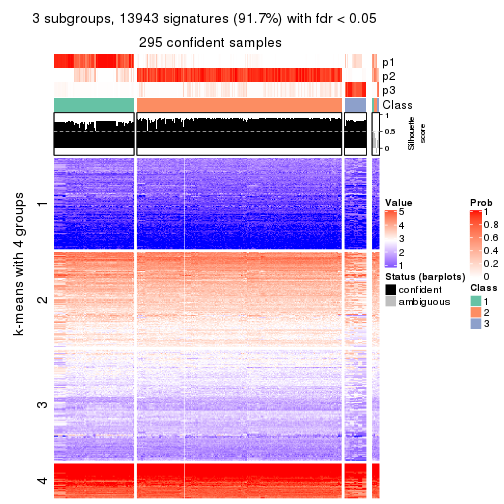 3 subgroups, 13943 signatures (91.7%) with fdr < 0.05
295 confident samples
p1
p2
p3
Class
1
0.5
0
Silhouette
score
k-means with 4 groups
1
2
3
4
Value
5
4
3
2
1
Status (barplots)
confident
ambiguous
Prob
1
0.8
0.6
0.4
0.2
0
Class
1
2
3